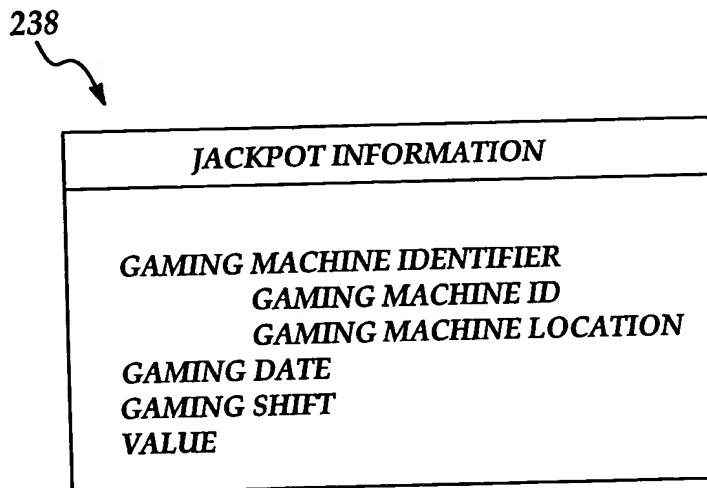 238
JACKPOT INFORMATION
GAMING MACHINE IDENTIFIER
GAMING MACHINE ID
GAMING MACHINE LOCATION
GAMING DATE
GAMING SHIFT
VALUE